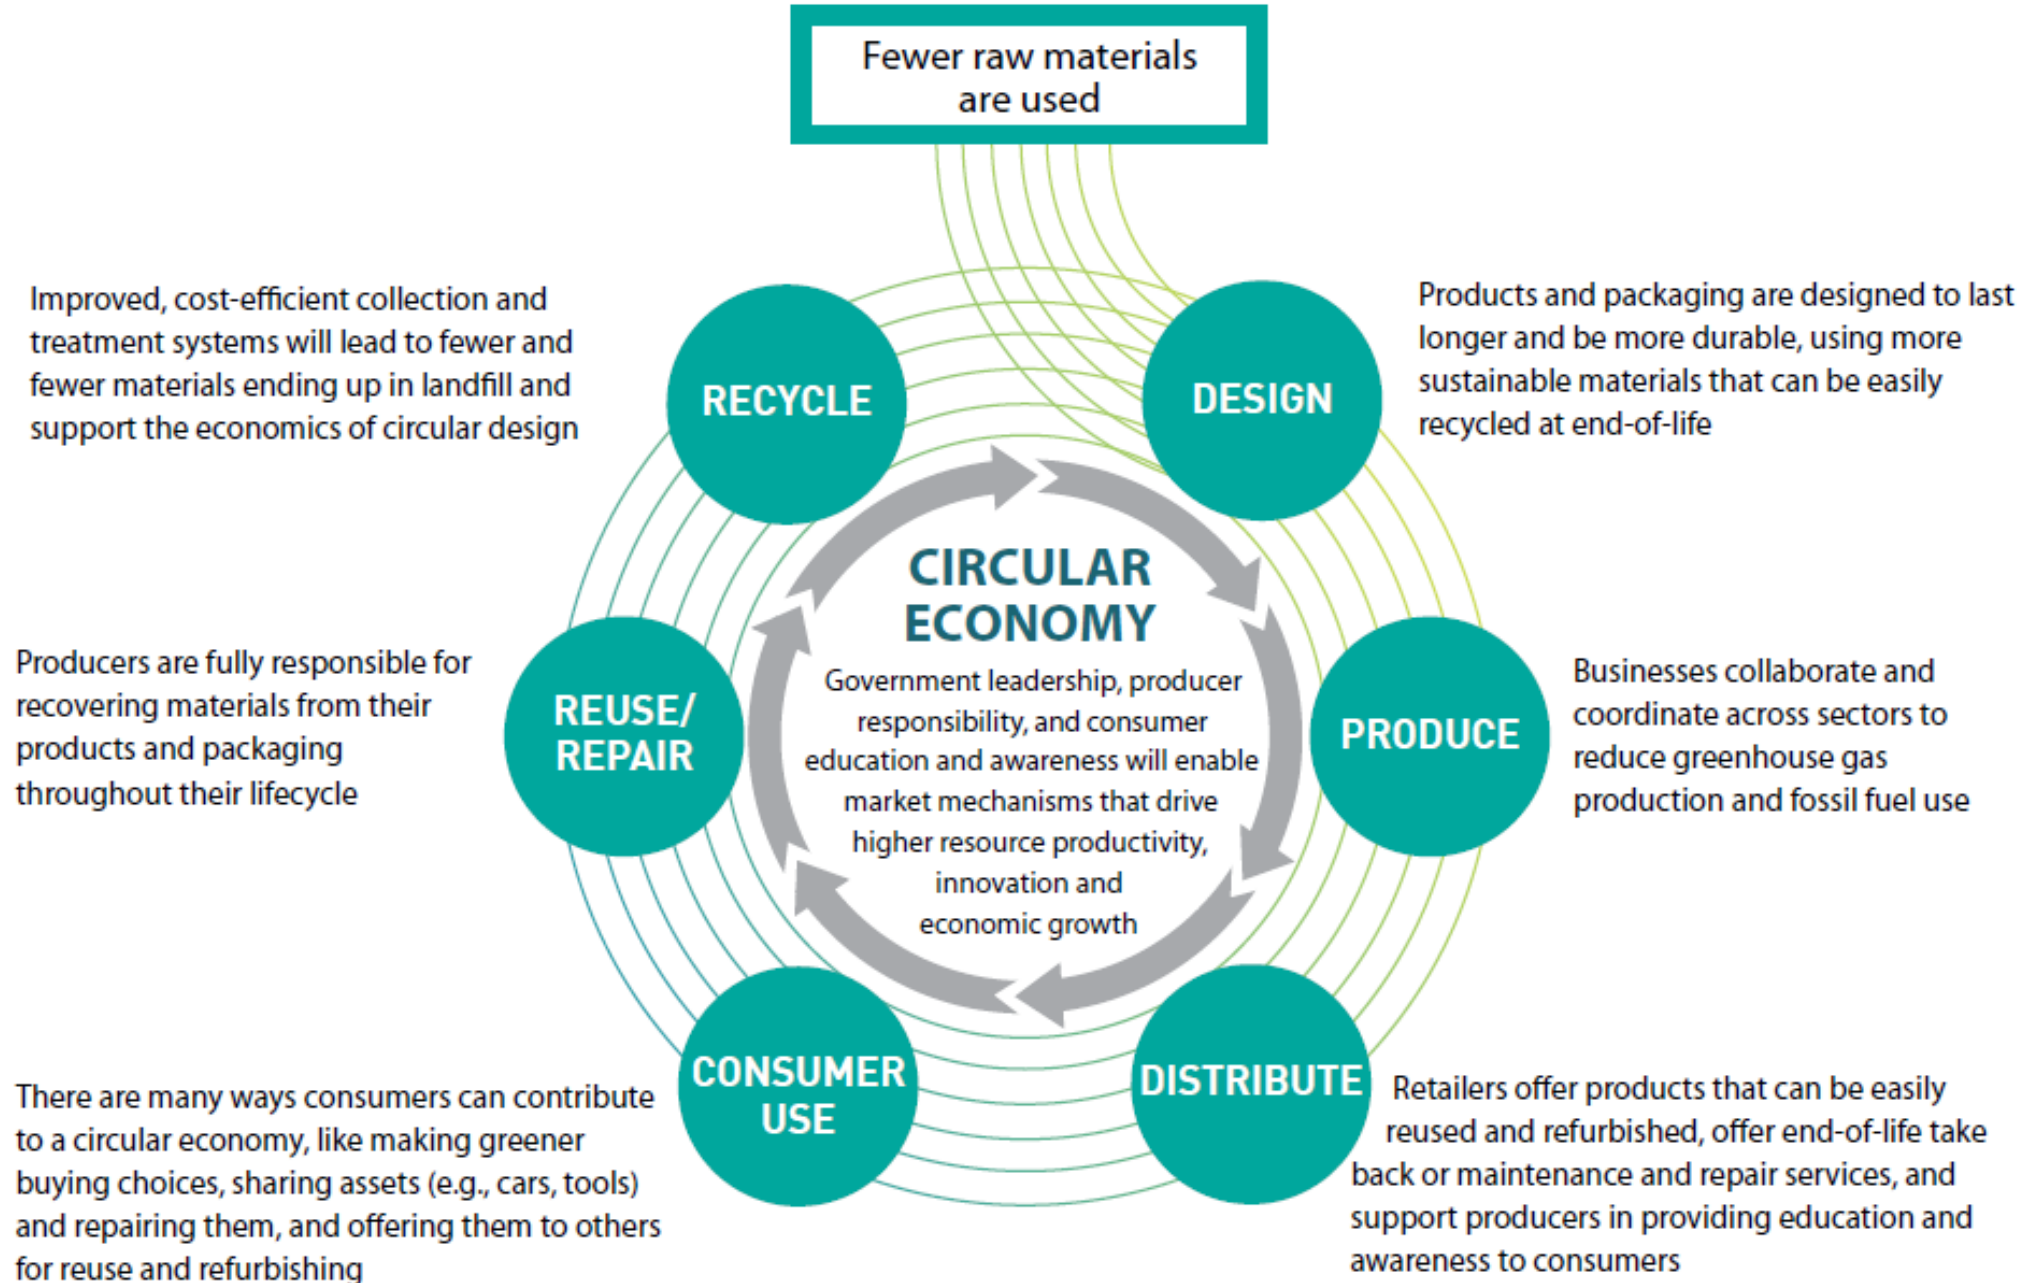 Fewer raw materials
are used
RECYCLE
Improved, cost-efficient collection and
treatment systems will lead to fewer and
fewer materials ending up in landfill and
support the economics of circular design
DESIGN
Products and packaging are designed to last
longer and be more durable, using more
sustainable materials that can be easily
recycled at end-of-life
CIRCULAR
ECONOMY
Government leadership, producer
responsibility, and consumer
education and awareness will enable
market mechanisms that drive
higher resource productivity,
innovation and
economic growth
REUSE/
REPAIR
Producers are fully responsible for
recovering materials from their
products and packaging
throughout their lifecycle
PRODUCE
Businesses collaborate and
coordinate across sectors to
reduce greenhouse gas
production and fossil fuel use
CONSUMER
USE
There are many ways consumers can contribute
to a circular economy, like making greener
buying choices, sharing assets (e.g., cars, tools)
and repairing them, and offering them to others
for reuse and refurbishing
DISTRIBUTE
Retailers offer products that can be easily
reused and refurbished, offer end-of-life take
back or maintenance and repair services, and
support producers in providing education and
awareness to consumers